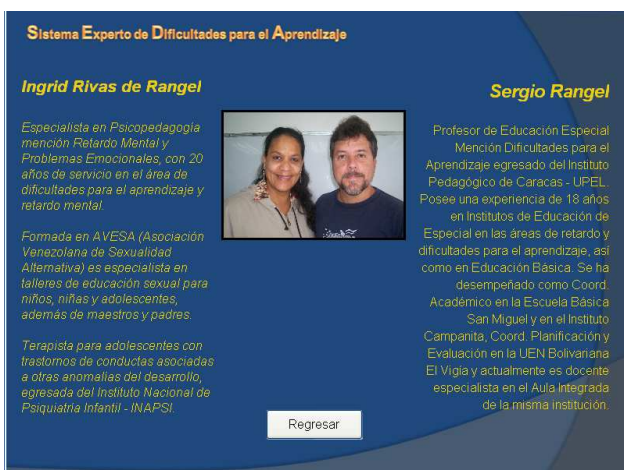 Sistema Experto de Dificultades para el Aprendizaje
Ingrid Rivas de Rangel
Especialista en Psicopedagogía
mención Retardo Mental y
Problemas Emocionales, con 20
años de servicio en el área de
dificultades para el aprendizaje y
retardo mental.
Formada en AVESA (Asociación
Venezolana de Sexualidad
Alternativa) es especialista en
talleres de educación sexual para
niños, niñas y adolescentes,
además de maestros y padres.
Terapista para adolescentes con
trastornos de conductas asociadas
a otras anomalías del desarrollo,
egresada del Instituto Nacional de
Psiquiatría Infantil - INAPSI.
Sergio Rangel
Profesor de Educación Especial
Mención Dificultades para el
Aprendizaje egresado del Instituto
Pedagógico de Caracas - UPEL.
Posee una experiencia de 18 años
en Institutos de Educación de
Especial en las áreas de retardo y
dificultades para el aprendizaje, así
como en Educación Básica. Se ha
desempeñado como Coord.
Académico en la Escuela Básica
San Miguel y en el Instituto
Campanita, Coord. Planificación y
Evaluación en la UEN Bolivariana
El Vigía y actualmente es docente
especialista en el Aula Integrada
de la misma institución.
Regresar